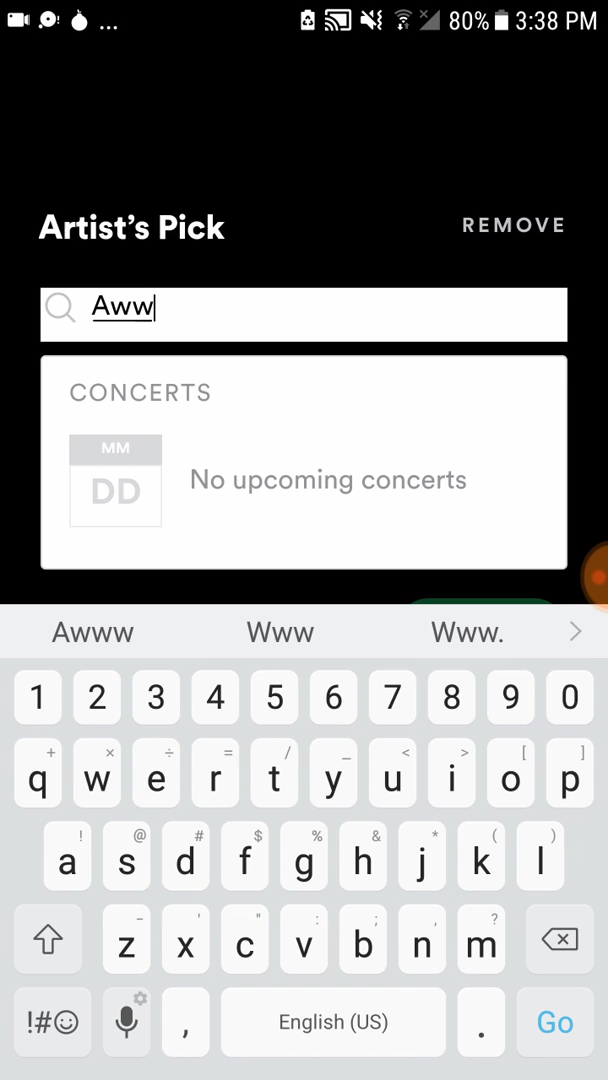 ... 80% 3:38 PM
Artist's Pick REMOVE
Aww
CONCERTS
MM
DD No upcoming concerts
Awww Www Www. >
1 2 3 4 5 6 7 8 9 0
+ × ÷ = / _ < > [ ]
q w e r t y u i o p
! @ # $ % & * ( )
a s d f g h j k l
- ' " : ; , ?
z x c v b n m
!#☺ , English (US) . Go